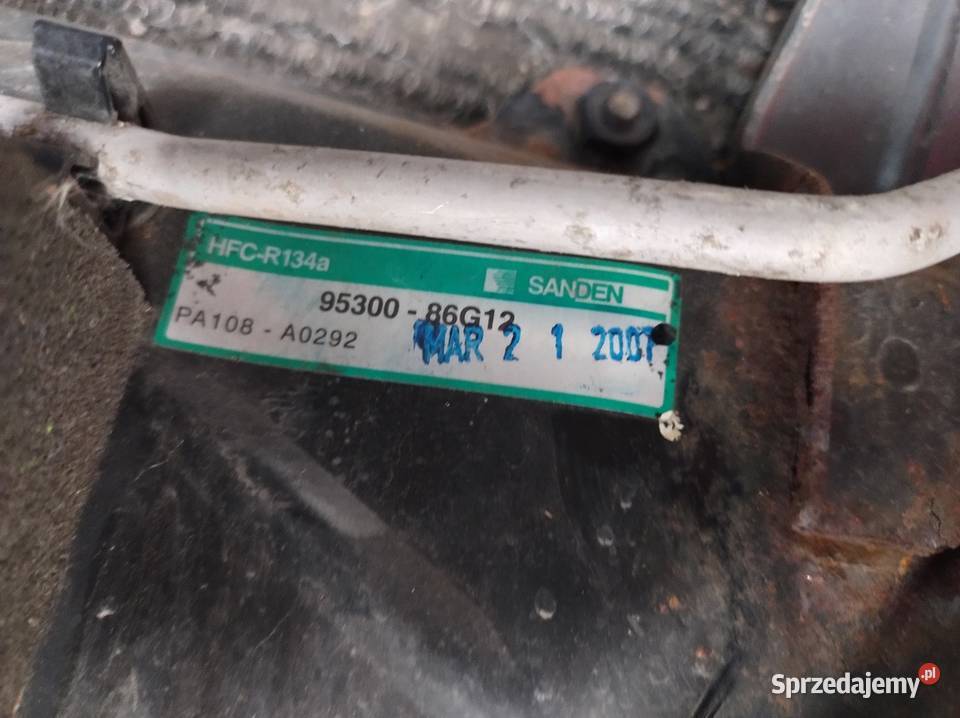 HFC-R134a
SANDEN
95300 - 86G12
PA108 - A0292
MAR 2 1 2007
Sprzedajemy.pl